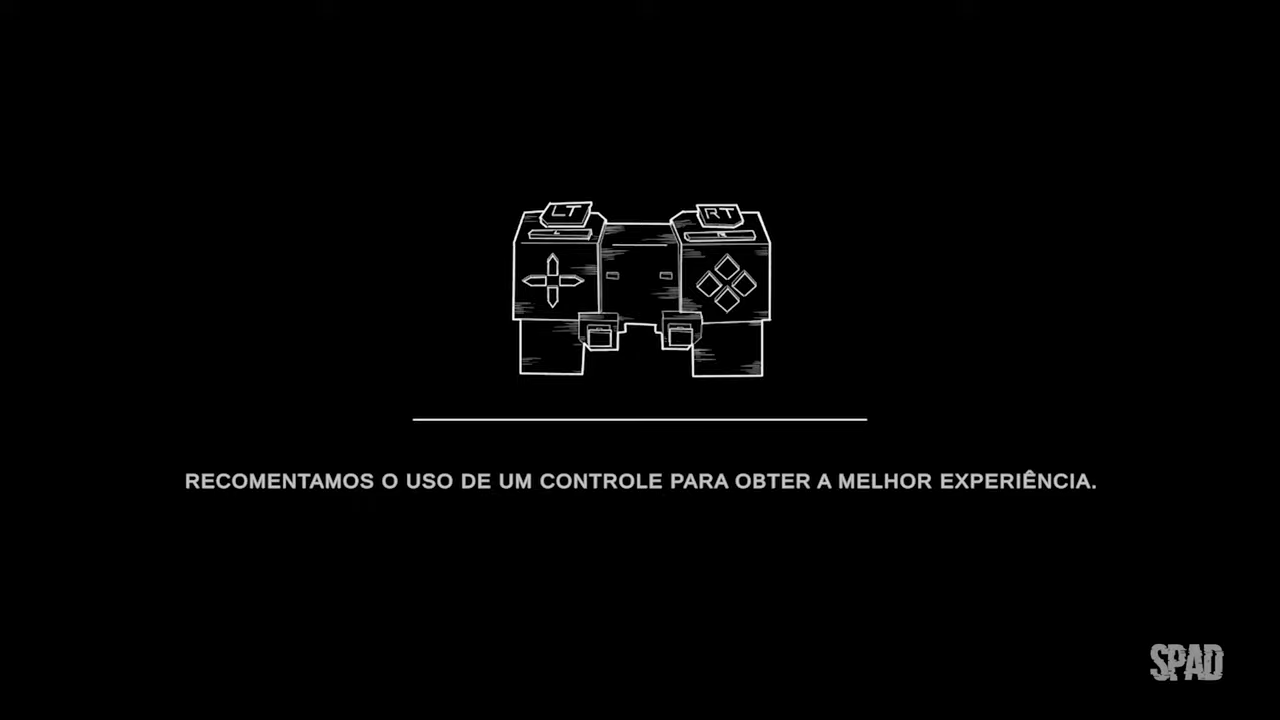 LT RT
L R
RECOMENTAMOS O USO DE UM CONTROLE PARA OBTER A MELHOR EXPERIÊNCIA.
SPAD